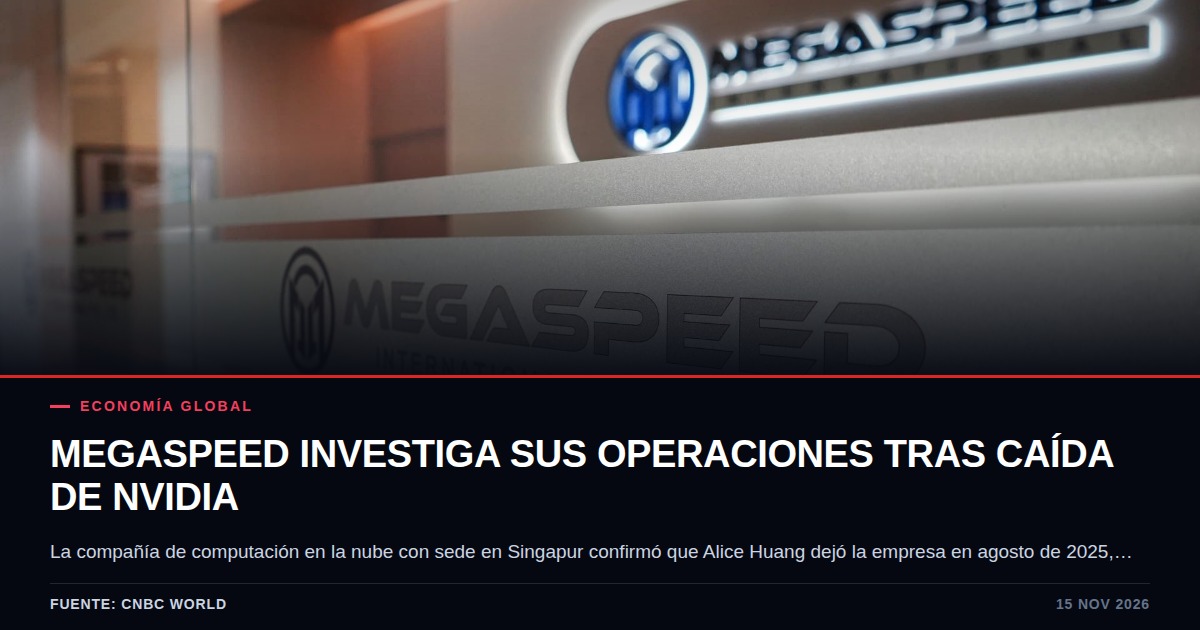 MEGASPEED
MEGASPEED
ECONOMÍA GLOBAL
MEGASPEED INVESTIGA SUS OPERACIONES TRAS CAÍDA
DE NVIDIA
La compañía de computación en la nube con sede en Singapur confirmó que Alice Huang dejó la empresa en agosto de 2025,…
FUENTE: CNBC WORLD
15 NOV 2026